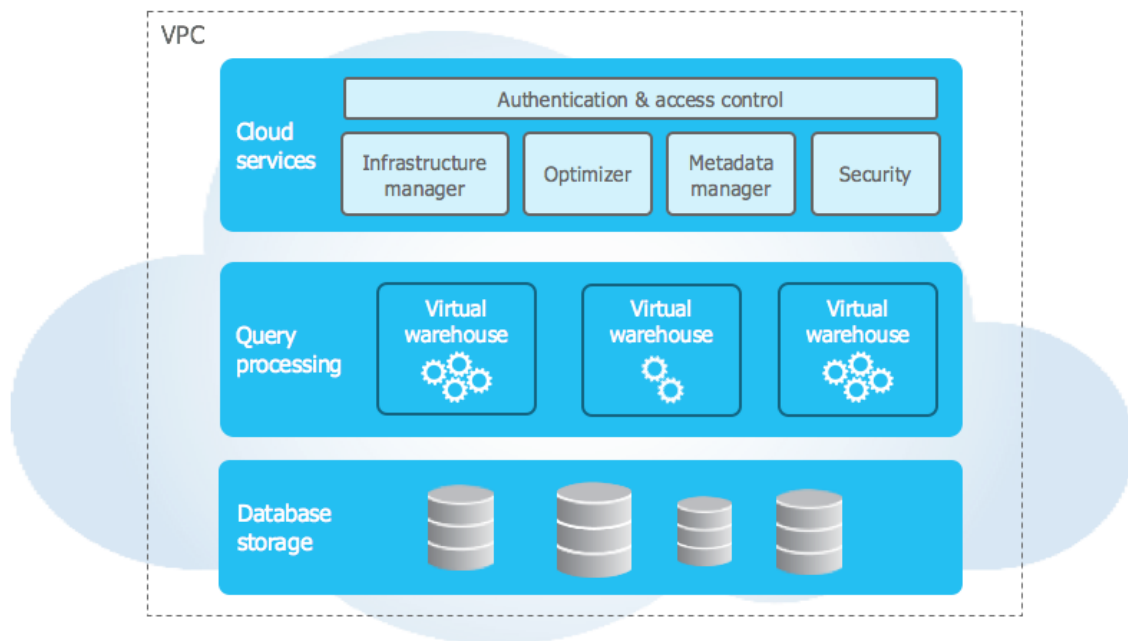 VPC
Cloud
services
Authentication & access control
Infrastructure
manager
Optimizer
Metadata
manager
Security
Query
processing
Virtual
warehouse
Virtual
warehouse
Virtual
warehouse
Database
storage